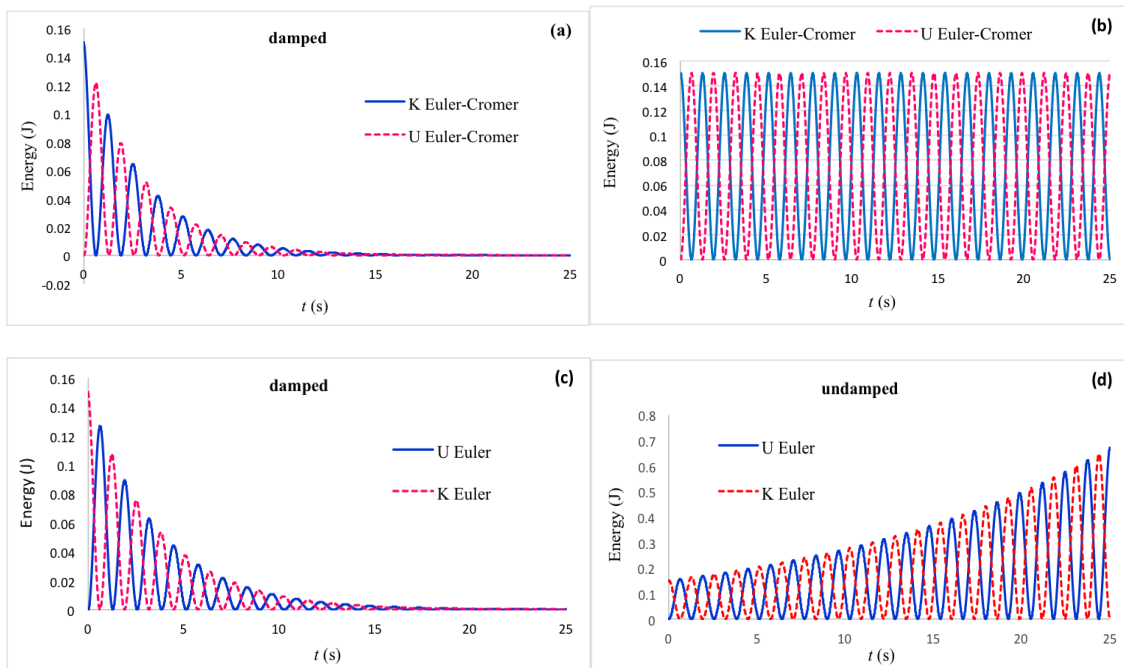 (a)
damped
0.16
0.14
0.12
0.1
0.08
0.06
0.04
0.02
0
-0.02
Energy (J)
K Euler-Cromer
U Euler-Cromer
0 5 10 15 20 25
t (s)
(b)
K Euler-Cromer U Euler-Cromer
0.16
0.14
0.12
0.1
0.08
0.06
0.04
0.02
0
Energy (J)
0 5 10 15 20 25
t (s)
(c)
damped
0.16
0.14
0.12
0.1
0.08
0.06
0.04
0.02
0
Energy (J)
U Euler
K Euler
0 5 10 15 20 25
t (s)
(d)
undamped
0.8
0.7
0.6
0.5
0.4
0.3
0.2
0.1
0
Energy (J)
U Euler
K Euler
0 5 10 15 20 25
t (s)